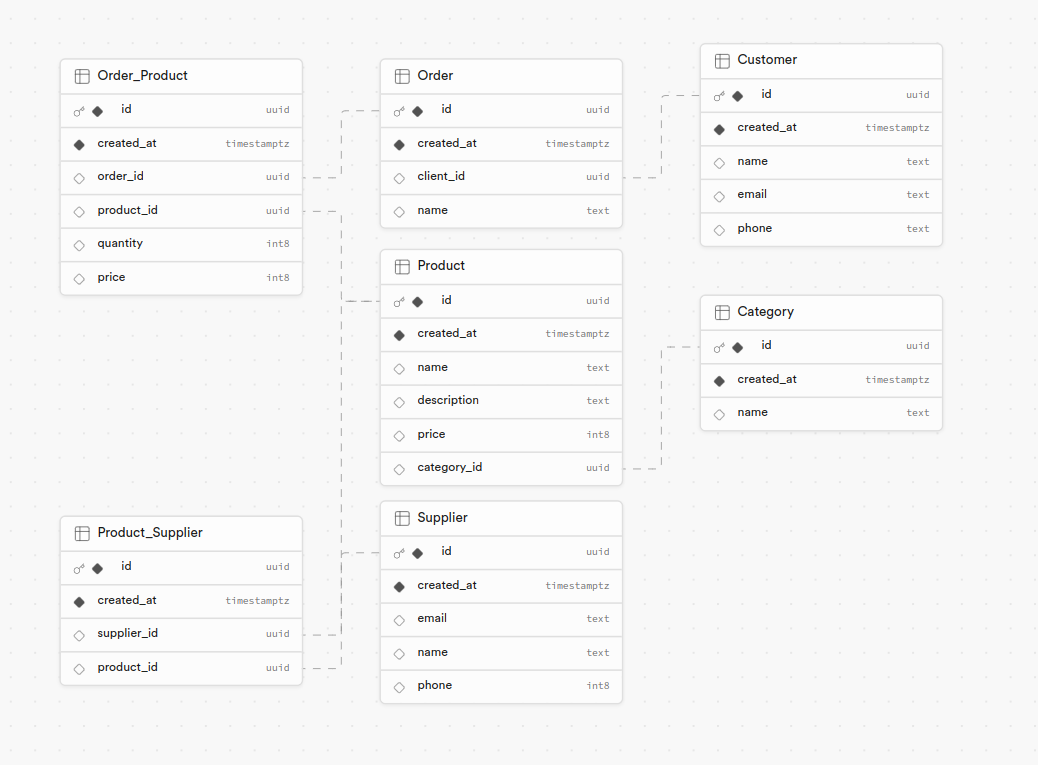 Order_Product
id uuid
created_at timestamptz
order_id uuid
product_id uuid
quantity int8
price int8
Order
id uuid
created_at timestamptz
client_id uuid
name text
Customer
id uuid
created_at timestamptz
name text
email text
phone text
Product
id uuid
created_at timestamptz
name text
description text
price int8
category_id uuid
Category
id uuid
created_at timestamptz
name text
Product_Supplier
id uuid
created_at timestamptz
supplier_id uuid
product_id uuid
Supplier
id uuid
created_at timestamptz
email text
name text
phone int8